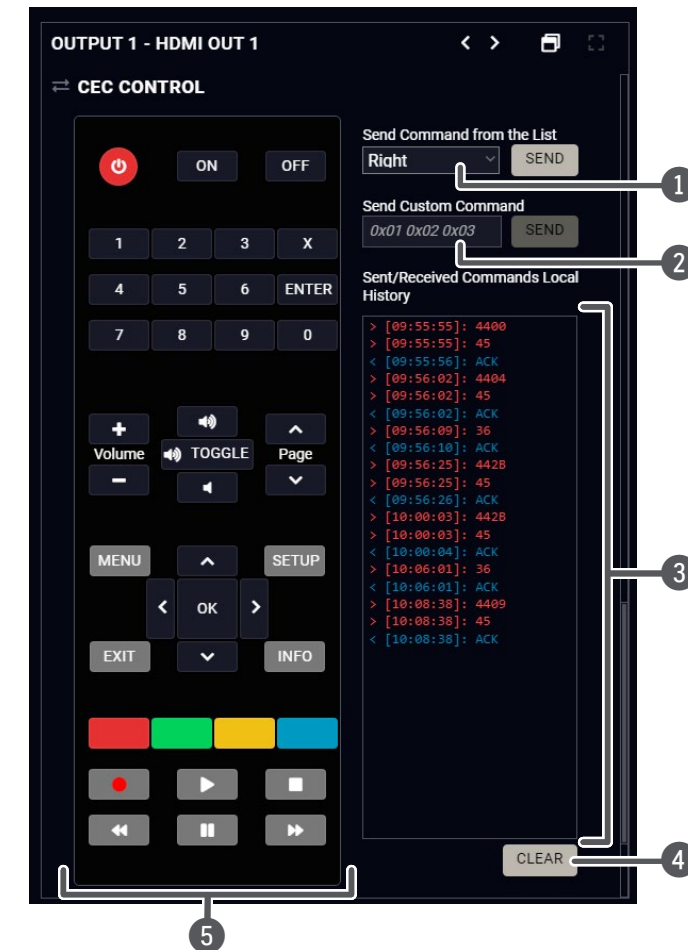 OUTPUT 1 - HDMI OUT 1
CEC CONTROL
ON OFF
1 2 3 X
4 5 6 ENTER
7 8 9 0
Volume TOGGLE Page
MENU SETUP
OK
EXIT INFO
Send Command from the List
Right SEND
1
Send Custom Command
0x01 0x02 0x03 SEND
2
Sent/Received Commands Local
History
> [09:55:55]: 4400
> [09:55:55]: 45
< [09:55:56]: ACK
> [09:56:02]: 4404
> [09:56:02]: 45
< [09:56:02]: ACK
> [09:56:09]: 36
< [09:56:10]: ACK
> [09:56:25]: 442B
> [09:56:25]: 45
< [09:56:26]: ACK
> [10:00:03]: 442B
> [10:00:03]: 45
< [10:00:04]: ACK
> [10:06:01]: 36
< [10:06:01]: ACK
> [10:08:38]: 4409
> [10:08:38]: 45
< [10:08:38]: ACK
3
CLEAR
4
5